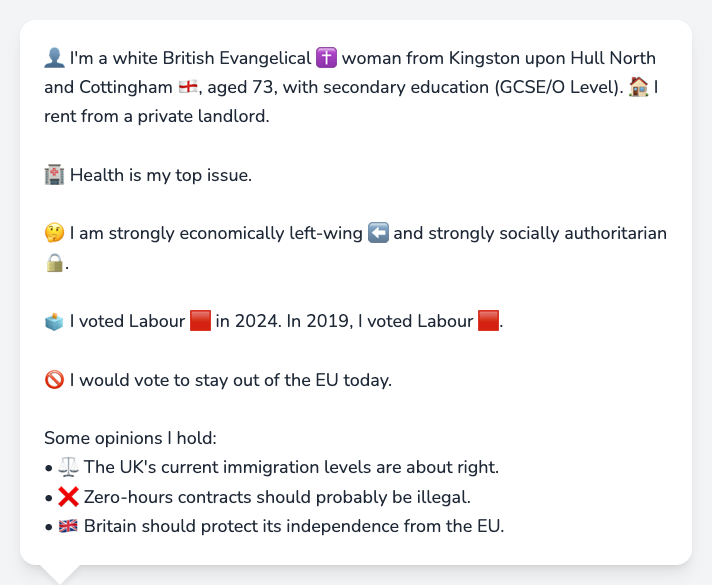 👤 I'm a white British Evangelical ✝️ woman from Kingston upon Hull North
and Cottingham 🏴󠁧󠁢󠁥󠁮󠁧󠁿, aged 73, with secondary education (GCSE/O Level). 🏠 I
rent from a private landlord.
🏥 Health is my top issue.
🤔 I am strongly economically left-wing ⬅️ and strongly socially authoritarian
🔒.
🗳️ I voted Labour 🟥 in 2024. In 2019, I voted Labour 🟥.
🚫 I would vote to stay out of the EU today.
Some opinions I hold:
• ⚖️ The UK's current immigration levels are about right.
• ❌ Zero-hours contracts should probably be illegal.
• 🇬🇧 Britain should protect its independence from the EU.